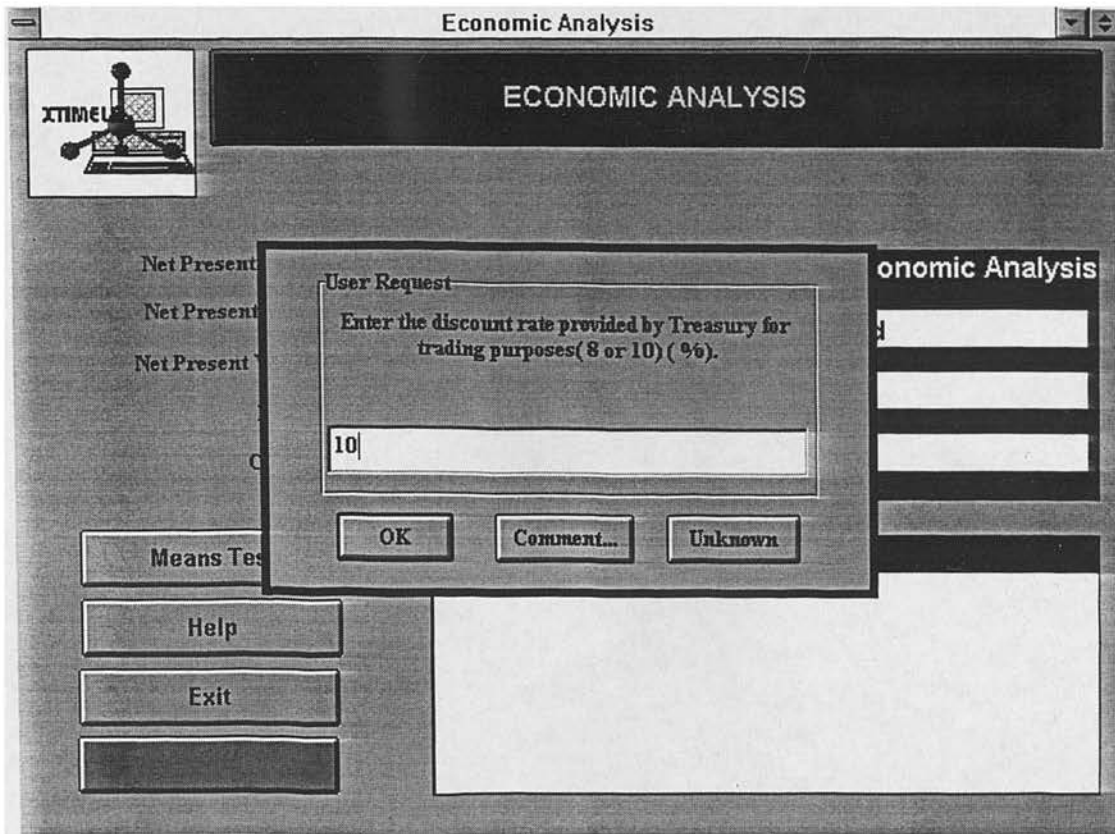 Economic Analysis
ECONOMIC ANALYSIS
Net Present
onomic Analysis
Net Present
Net Present
User Request
Enter the discount rate provided by Treasury for
trading purposes( 8 or 10) ( %).
10
OK
Comment...
Unknown
Means Tes
Help
Exit